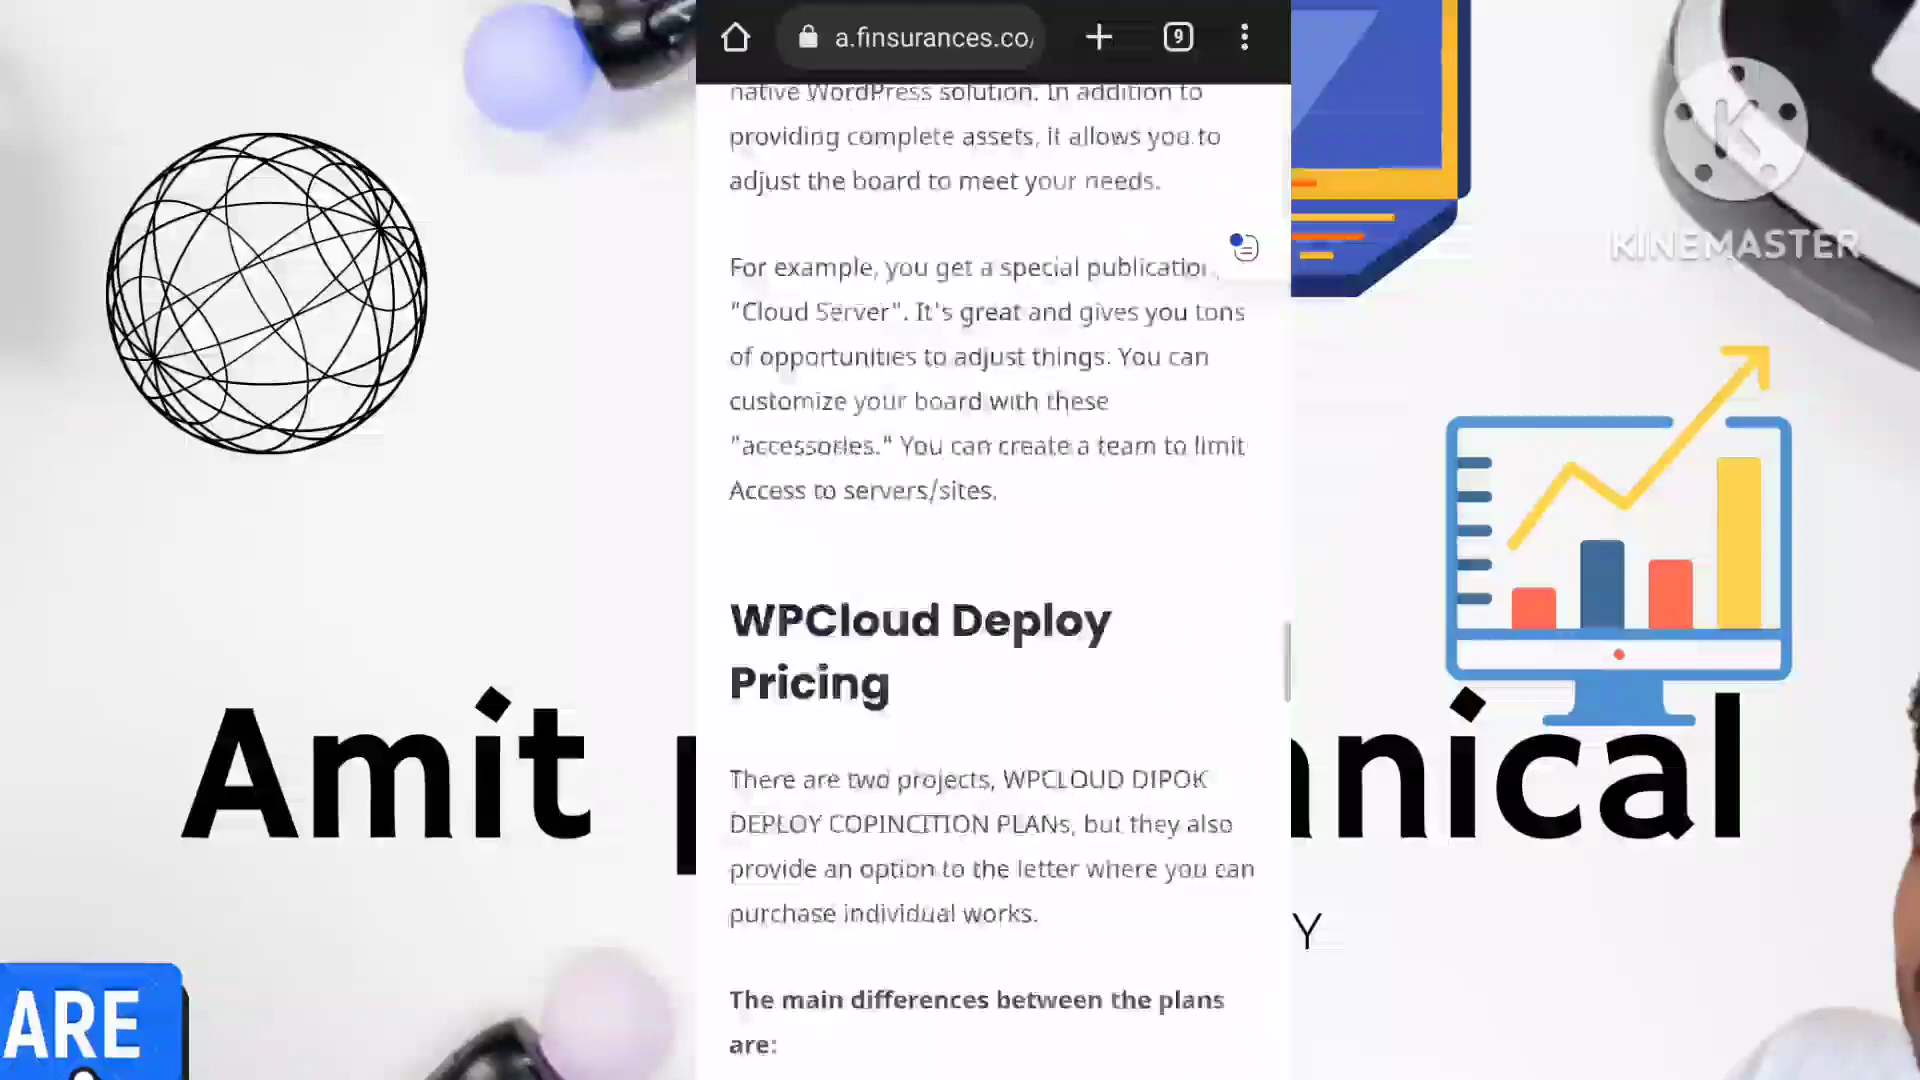 a.finsurances.co/
9
native WordPress solution. In addition to
providing complete assets, it allows you to
adjust the board to meet your needs.
For example, you get a special publication,
"Cloud Server". It's great and gives you tons
of opportunities to adjust things. You can
customize your board with these
"accessories." You can create a team to limit
Access to servers/sites.
WPCloud Deploy
Pricing
There are two projects, WPCLOUD DIPOK
DEPLOY COPINCITION PLANs, but they also
provide an option to the letter where you can
purchase individual works.
The main differences between the plans
are:
K
KINEMASTER
Amit
nical
Y
ARE